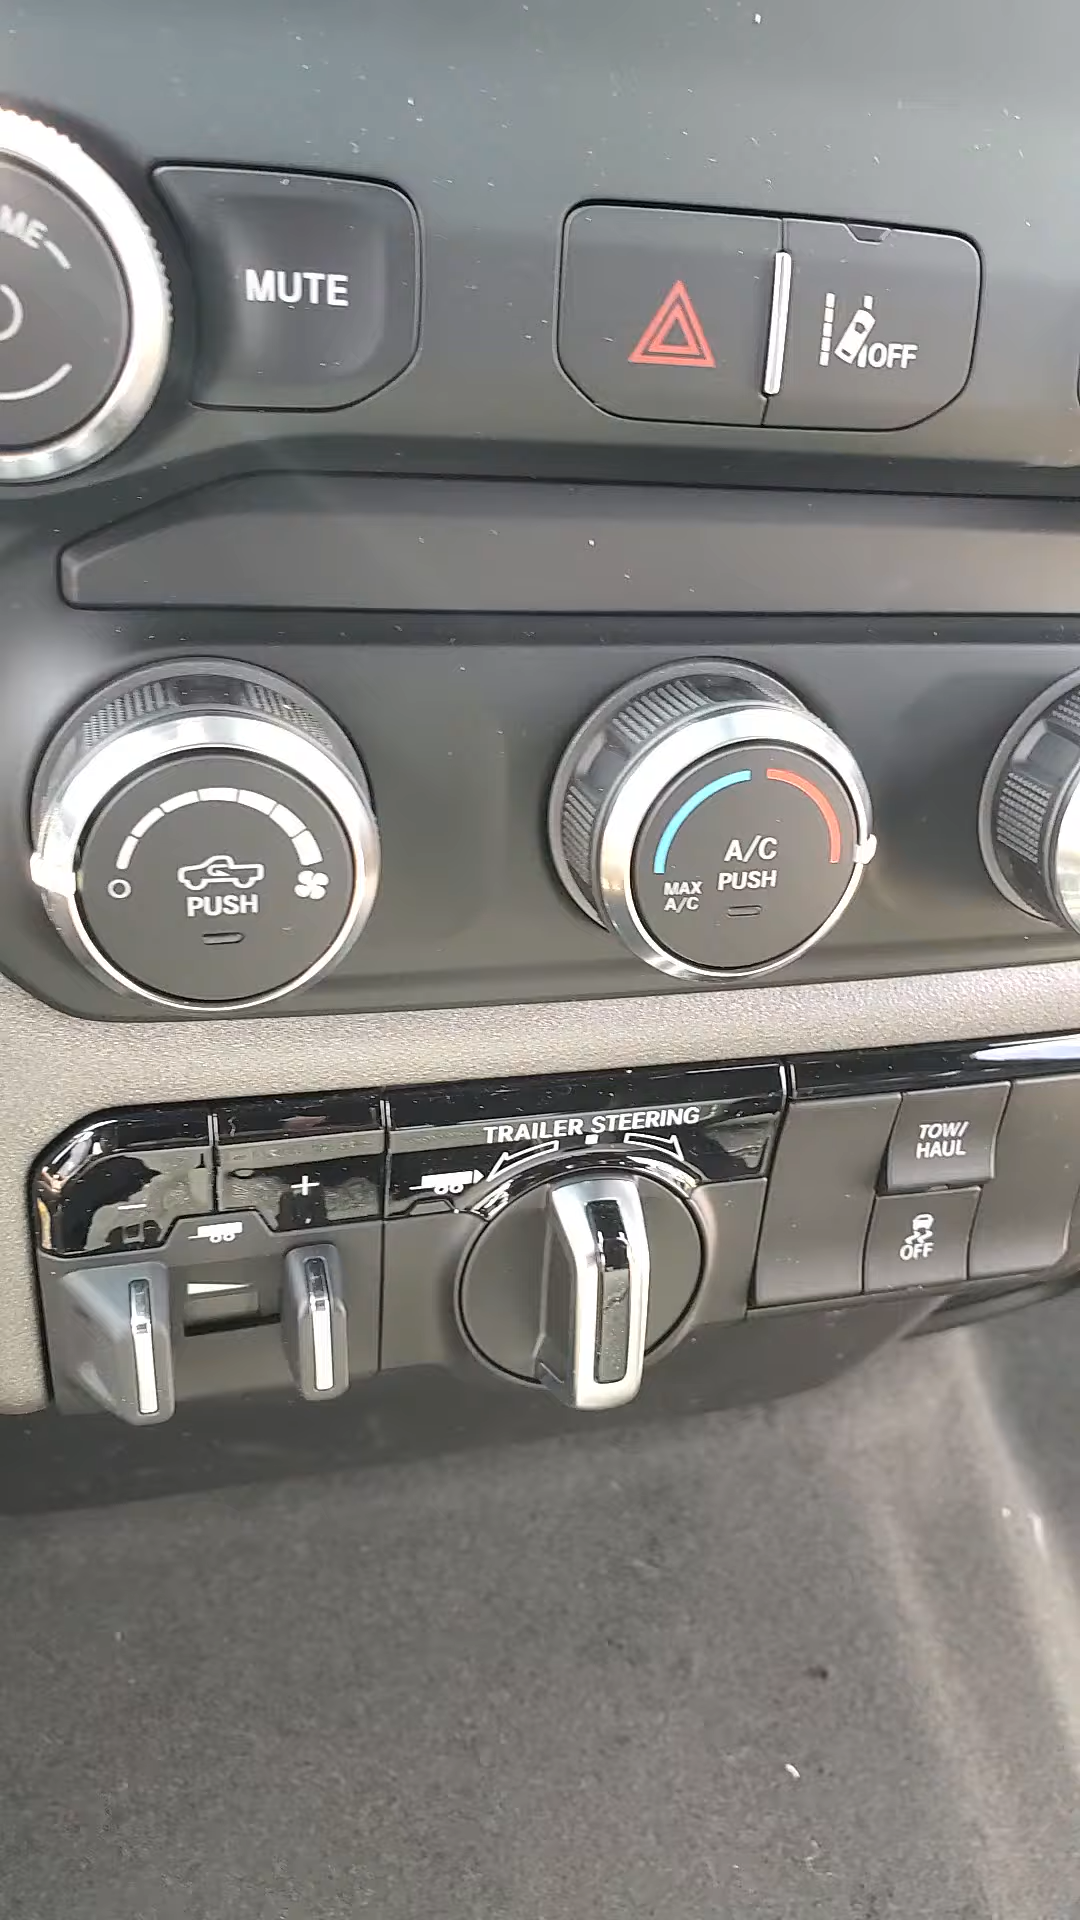 ME
MUTE
OFF
PUSH
A/C
PUSH
MAX
A/C
TRAILER STEERING
TOW/
HAUL
- +
OFF